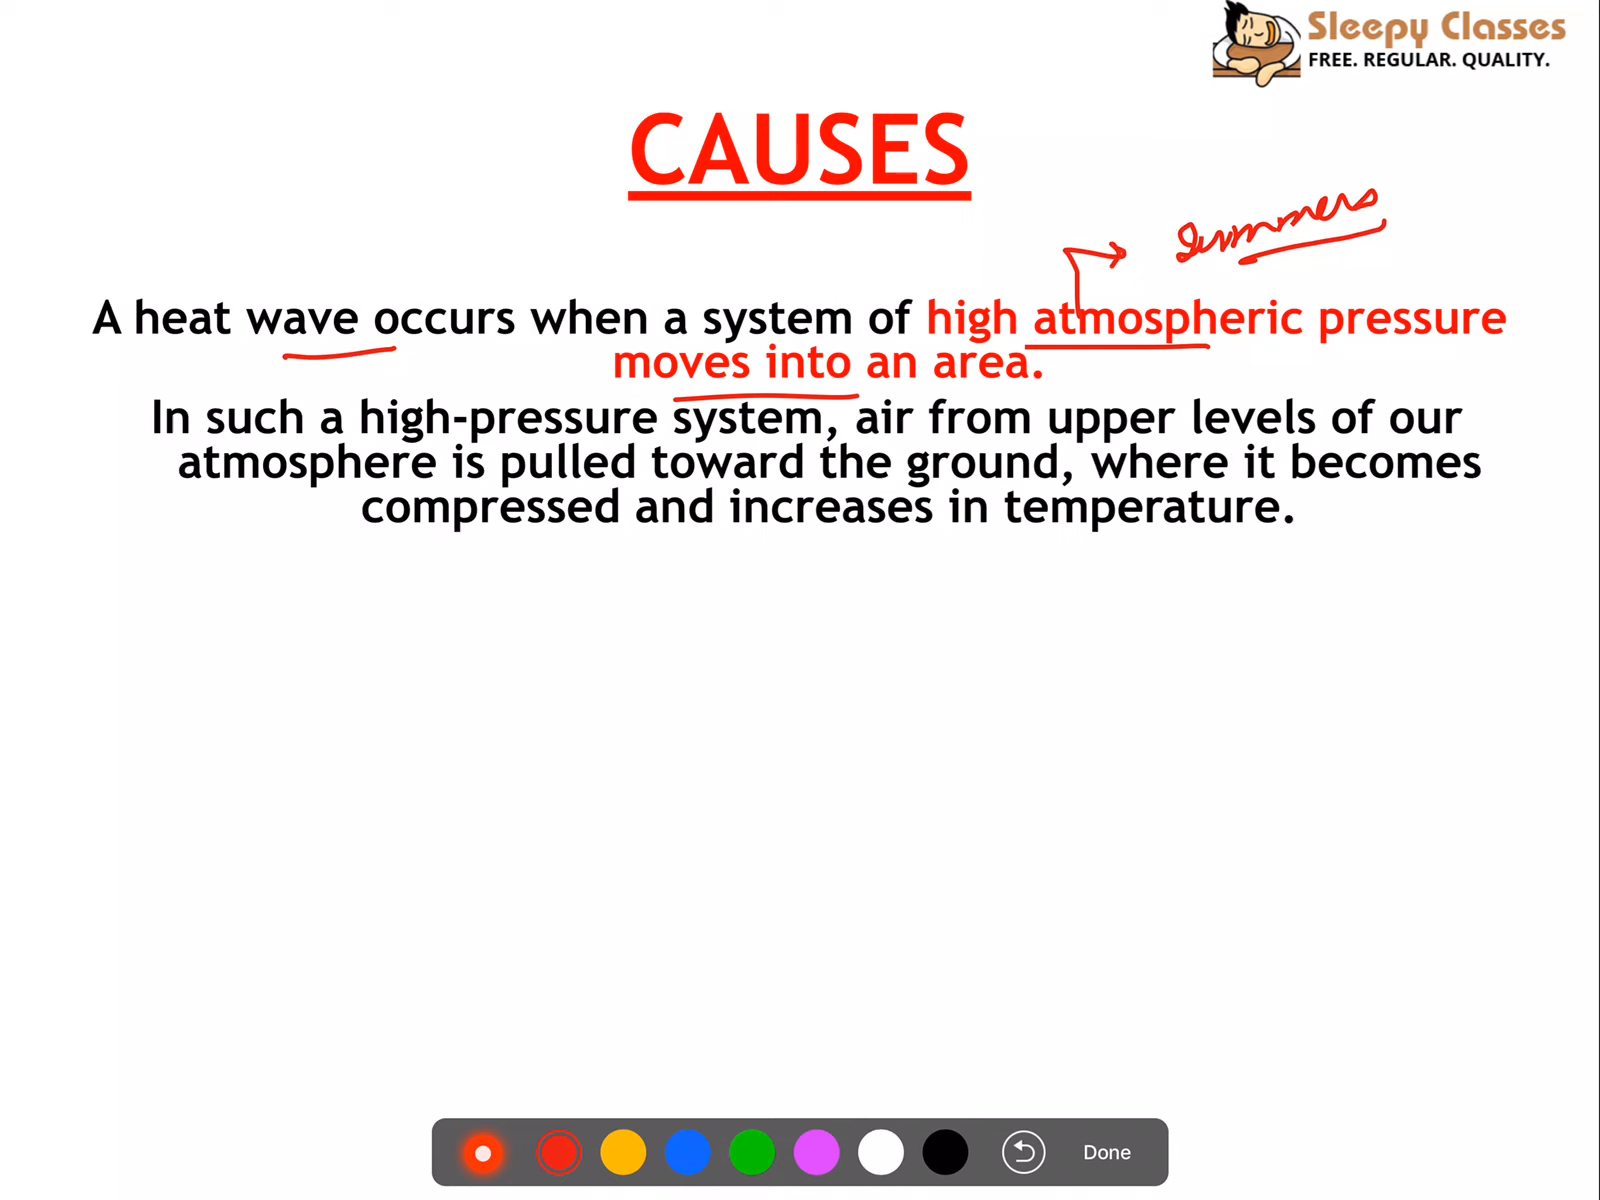 Sleepy Classes
FREE. REGULAR. QUALITY.
CAUSES
Summers
A heat wave occurs when a system of high atmospheric pressure
moves into an area.
In such a high-pressure system, air from upper levels of our
atmosphere is pulled toward the ground, where it becomes
compressed and increases in temperature.
Done